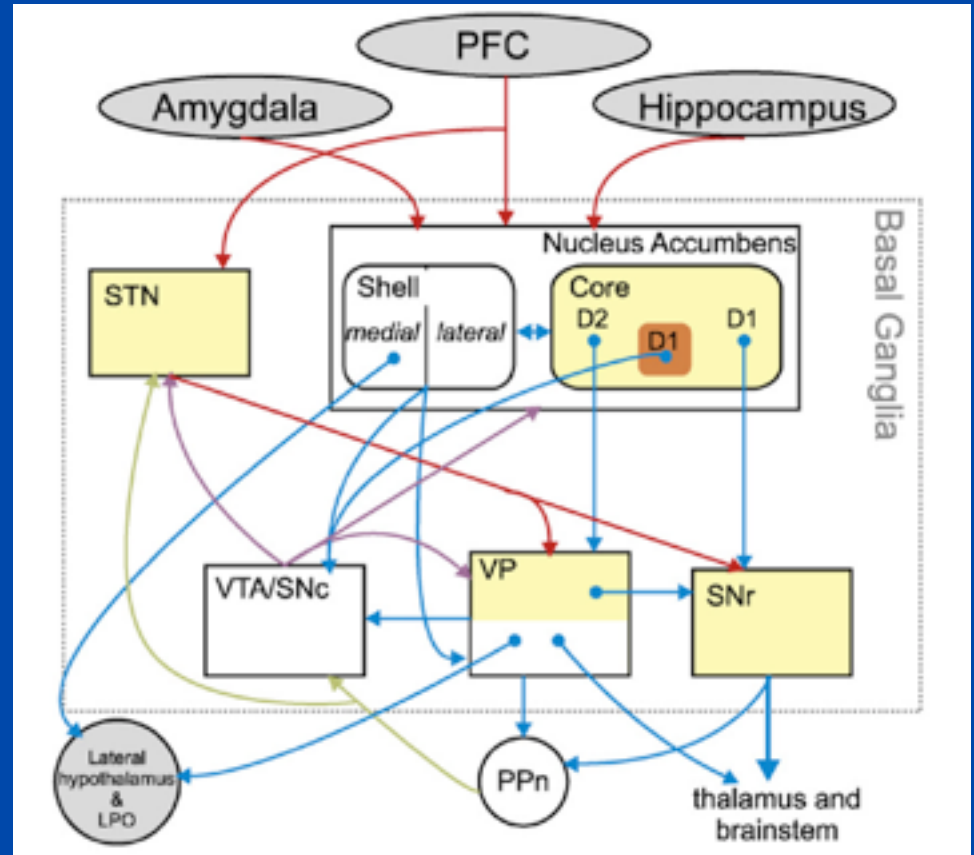 PFC
Amygdala
Hippocampus
Basal Ganglia
Nucleus Accumbens
STN
Shell
medial
lateral
Core
D2
D1
D1
VTA/SNc
VP
SNr
Lateral
hypothalamus
&
LPO
PPn
thalamus and
brainstem